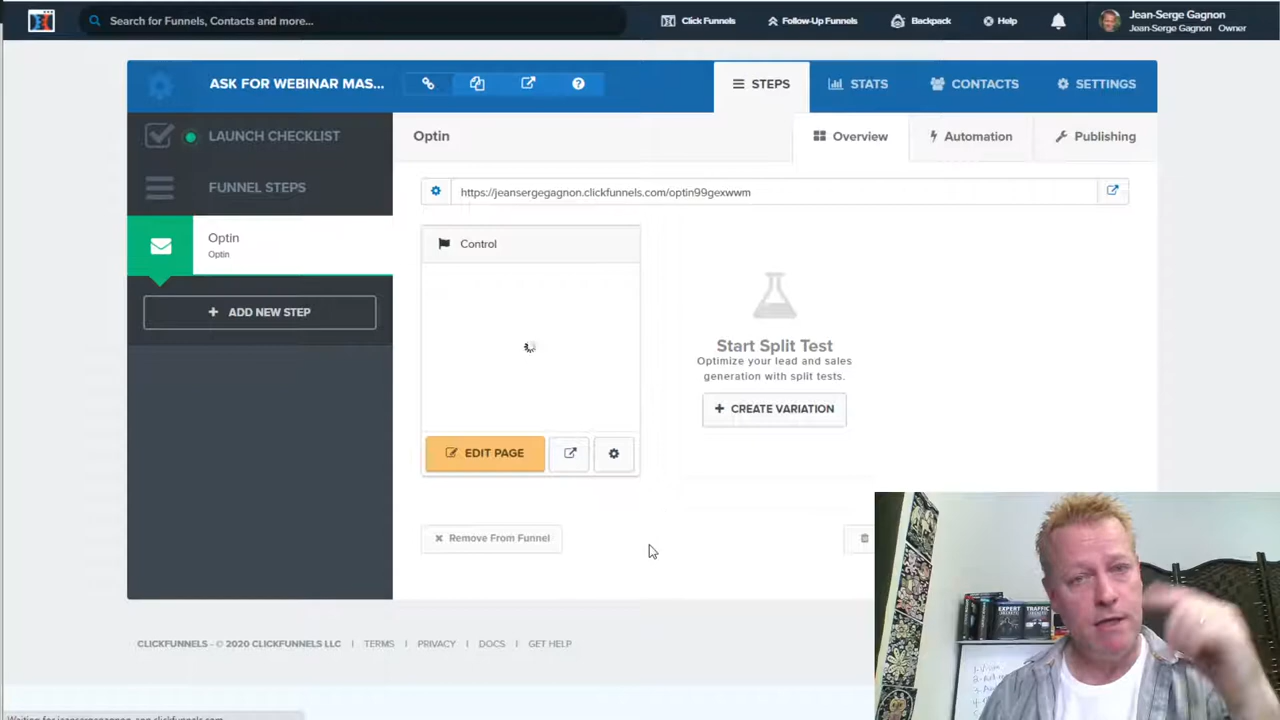 Search for Funnels, Contacts and more...
Click Funnels
Follow-Up Funnels
Backpack
Help
Jean-Serge Gagnon
Jean-Serge Gagnon Owner
ASK FOR WEBINAR MAS...
STEPS
STATS
CONTACTS
SETTINGS
LAUNCH CHECKLIST
FUNNEL STEPS
Optin
Optin
ADD NEW STEP
Optin
Overview
Automation
Publishing
https://jeansergegagnon.clickfunnels.com/optin99gexwwm
Control
EDIT PAGE
Start Split Test
Optimize your lead and sales
generation with split tests.
CREATE VARIATION
Remove From Funnel
CLICKFUNNELS - © 2020 CLICKFUNNELS LLC | TERMS | PRIVACY | DOCS | GET HELP
EXPERT
TRAFFIC